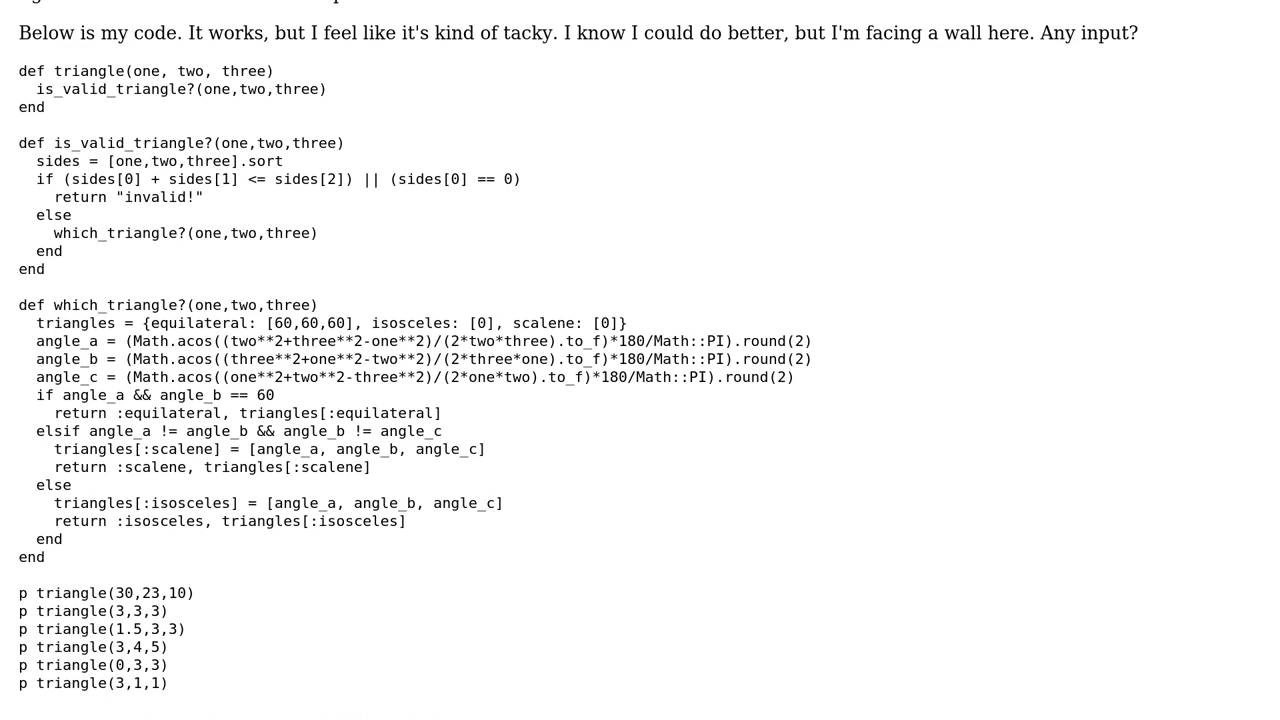 Below is my code. It works, but I feel like it's kind of tacky. I know I could do better, but I'm facing a wall here. Any input?
def triangle(one, two, three)
  is_valid_triangle?(one,two,three)
end
def is_valid_triangle?(one,two,three)
  sides = [one,two,three].sort
  if (sides[0] + sides[1] <= sides[2]) || (sides[0] == 0)
    return "invalid!"
  else
    which_triangle?(one,two,three)
  end
end
def which_triangle?(one,two,three)
  triangles = {equilateral: [60,60,60], isosceles: [0], scalene: [0]}
  angle_a = (Math.acos((two**2+three**2-one**2)/(2*two*three).to_f)*180/Math::PI).round(2)
  angle_b = (Math.acos((three**2+one**2-two**2)/(2*three*one).to_f)*180/Math::PI).round(2)
  angle_c = (Math.acos((one**2+two**2-three**2)/(2*one*two).to_f)*180/Math::PI).round(2)
  if angle_a && angle_b == 60
    return :equilateral, triangles[:equilateral]
  elsif angle_a != angle_b && angle_b != angle_c
    triangles[:scalene] = [angle_a, angle_b, angle_c]
    return :scalene, triangles[:scalene]
  else
    triangles[:isosceles] = [angle_a, angle_b, angle_c]
    return :isosceles, triangles[:isosceles]
  end
end
p triangle(30,23,10)
p triangle(3,3,3)
p triangle(1.5,3,3)
p triangle(3,4,5)
p triangle(0,3,3)
p triangle(3,1,1)